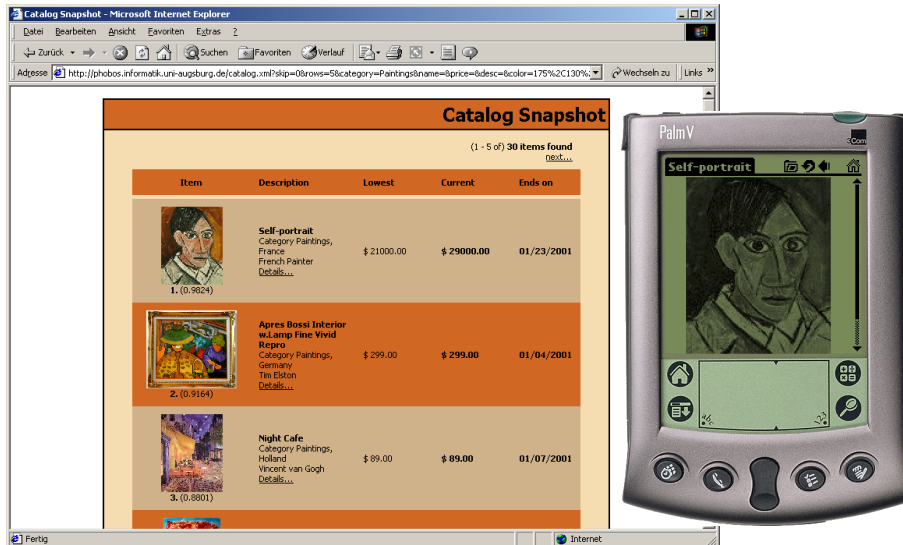 Catalog Snapshot - Microsoft Internet Explorer
Datei Bearbeiten Ansicht Favoriten Extras ?
Zurück Suchen Favoriten Verlauf
Adresse http://phobos.informatik.uni-augsburg.de/catalog.xml?skip=0&rows=5&category=Paintings&name=&price=&desc=&color=175%2C130%: Wechseln zu Links »
Catalog Snapshot
(1 - 5 of) 30 items found
next...
Item Description Lowest Current Ends on
Self-portrait
Category Paintings,
France
French Painter
Details...
$ 21000.00 $ 29000.00 01/23/2001
1. (0.9824)
Apres Bossi Interior
w.Lamp Fine Vivid
Repro
Category Paintings,
Germany
Tim Elston
Details...
$ 299.00 $ 299.00 01/04/2001
2. (0.9164)
Night Cafe
Category Paintings,
Holland
Vincent van Gogh
Details...
$ 89.00 $ 89.00 01/07/2001
3. (0.8801)
Fertig Internet
Palm V
3Com
Self-portrait